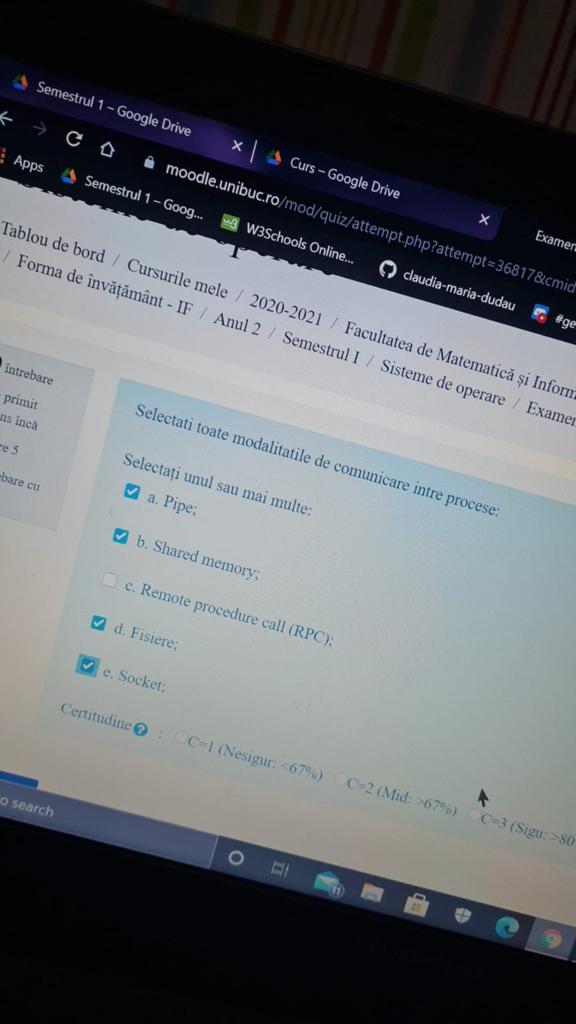 Semestrul 1 – Google Drive
Curs – Google Drive
moodle.unibuc.ro/mod/quiz/attempt.php?attempt=36817&cmid
Examen
Apps
Semestrul 1 – Goog...
W3Schools Online...
claudia-maria-dudau
#ge
Tablou de bord / Cursurile mele / 2020-2021 / Facultatea de Matematică și Inform
/ Forma de învățământ - IF / Anul 2 / Semestrul I / Sisteme de operare / Examen
întrebare
primit
ns încă
re 5
bare cu
Selectati toate modalitatile de comunicare intre procese:
Selectați unul sau mai multe:
a. Pipe;
b. Shared memory;
c. Remote procedure call (RPC);
d. Fisiere;
e. Socket;
Certitudine ? : C=1 (Nesigur: <67%) C=2 (Mid: >67%) C=3 (Sigu: >80
o search
11